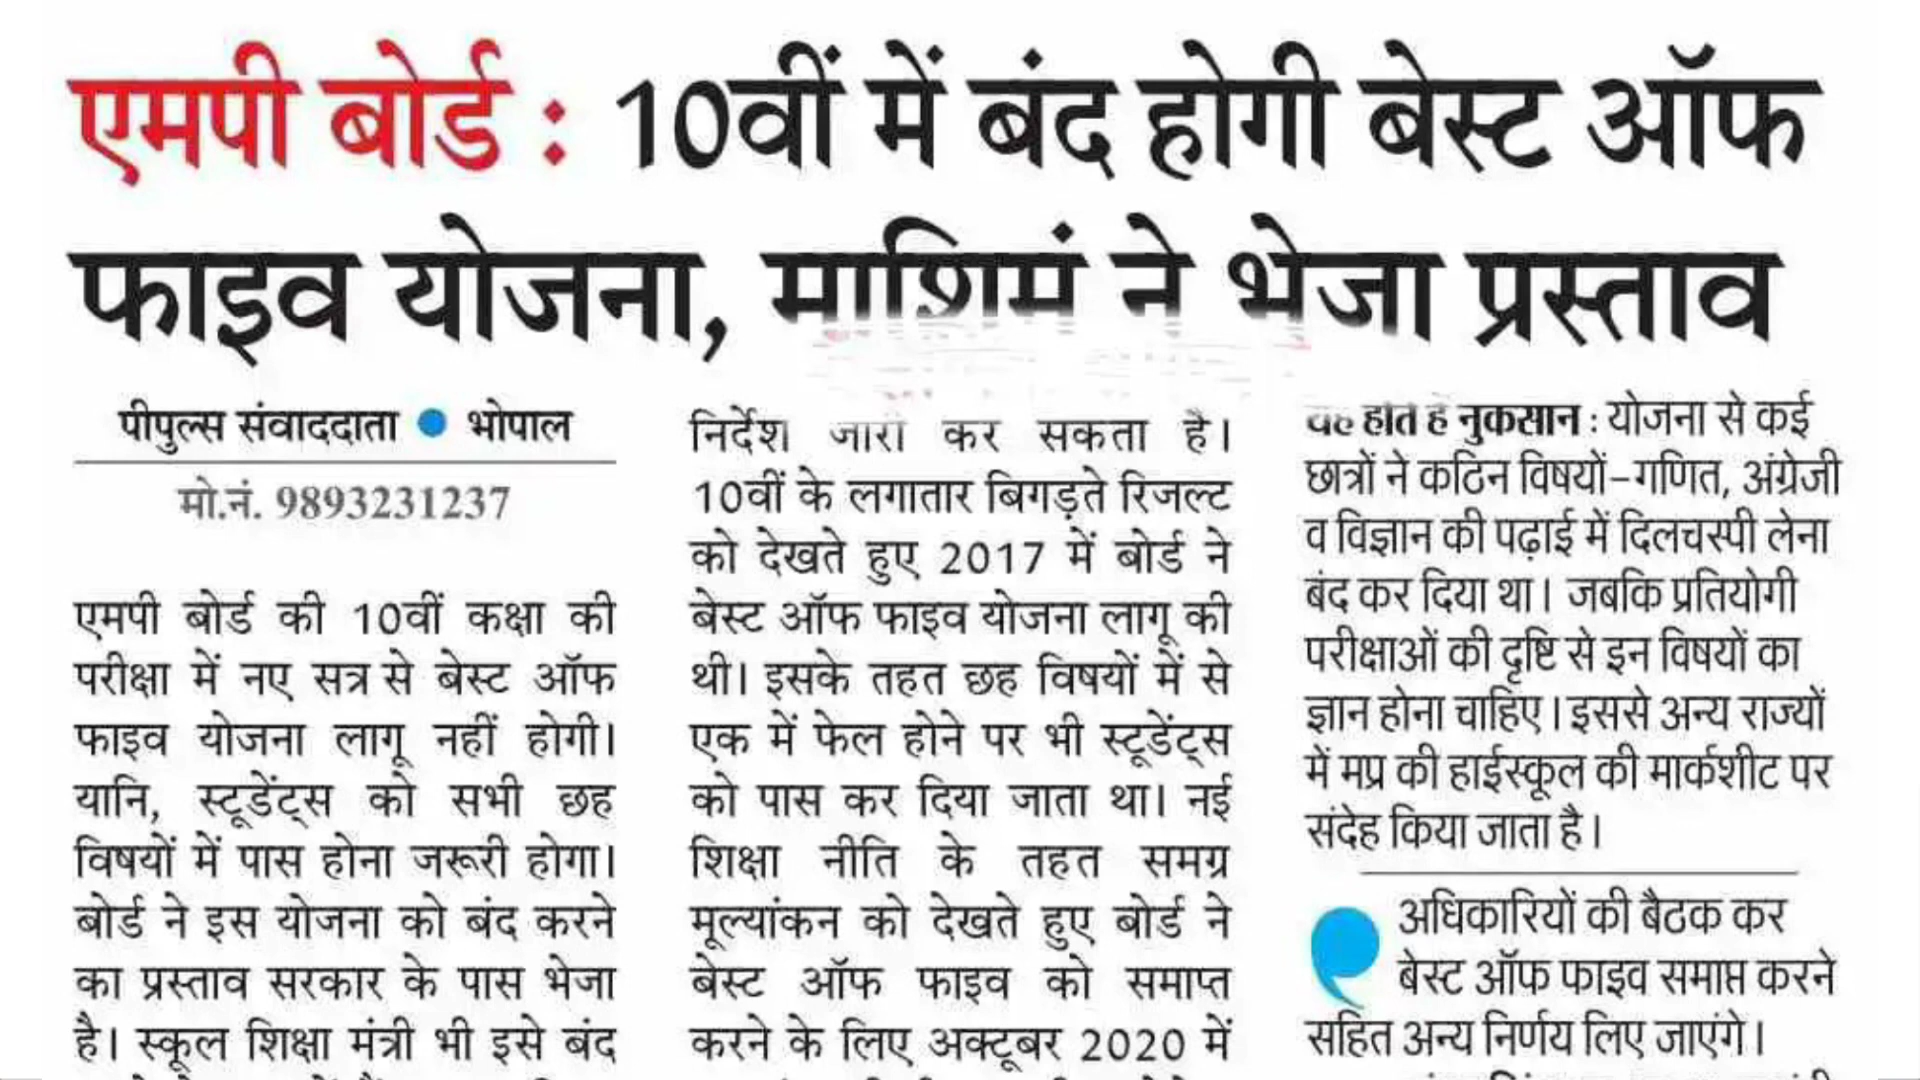 एमपी बोर्ड : 10वीं में बंद होगी बेस्ट ऑफ
फाइव योजना, माशिमं ने भेजा प्रस्ताव
पीपुल्स संवाददाता ● भोपाल
मो.नं. 9893231237
एमपी बोर्ड की 10वीं कक्षा की
परीक्षा में नए सत्र से बेस्ट ऑफ
फाइव योजना लागू नहीं होगी।
यानि, स्टूडेंट्स को सभी छह
विषयों में पास होना जरूरी होगा।
बोर्ड ने इस योजना को बंद करने
का प्रस्ताव सरकार के पास भेजा
है। स्कूल शिक्षा मंत्री भी इसे बंद
निर्देश जारी कर सकता है।
10वीं के लगातार बिगड़ते रिजल्ट
को देखते हुए 2017 में बोर्ड ने
बेस्ट ऑफ फाइव योजना लागू की
थी। इसके तहत छह विषयों में से
एक में फेल होने पर भी स्टूडेंट्स
को पास कर दिया जाता था। नई
शिक्षा नीति के तहत समग्र
मूल्यांकन को देखते हुए बोर्ड ने
बेस्ट ऑफ फाइव को समाप्त
करने के लिए अक्टूबर 2020 में
यह होते हैं नुकसान : योजना से कई
छात्रों ने कठिन विषयों-गणित, अंग्रेजी
व विज्ञान की पढ़ाई में दिलचस्पी लेना
बंद कर दिया था। जबकि प्रतियोगी
परीक्षाओं की दृष्टि से इन विषयों का
ज्ञान होना चाहिए। इससे अन्य राज्यों
में मप्र की हाईस्कूल की मार्कशीट पर
संदेह किया जाता है।
अधिकारियों की बैठक कर
बेस्ट ऑफ फाइव समाप्त करने
सहित अन्य निर्णय लिए जाएंगे।